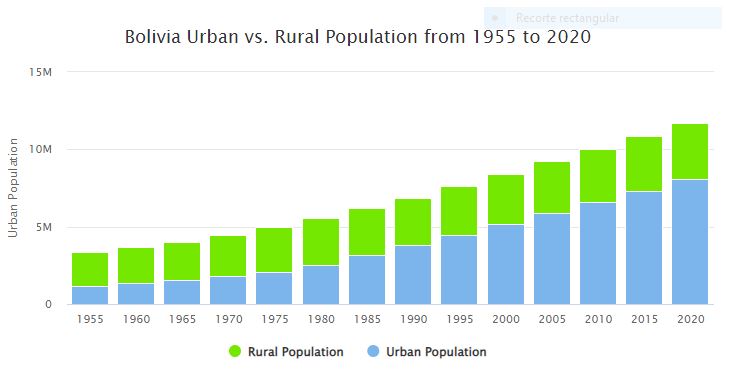 Recorte rectangular
Bolivia Urban vs. Rural Population from 1955 to 2020
15M
10M
5M
0
Urban Population
1955 1960 1965 1970 1975 1980 1985 1990 1995 2000 2005 2010 2015 2020
Rural Population Urban Population